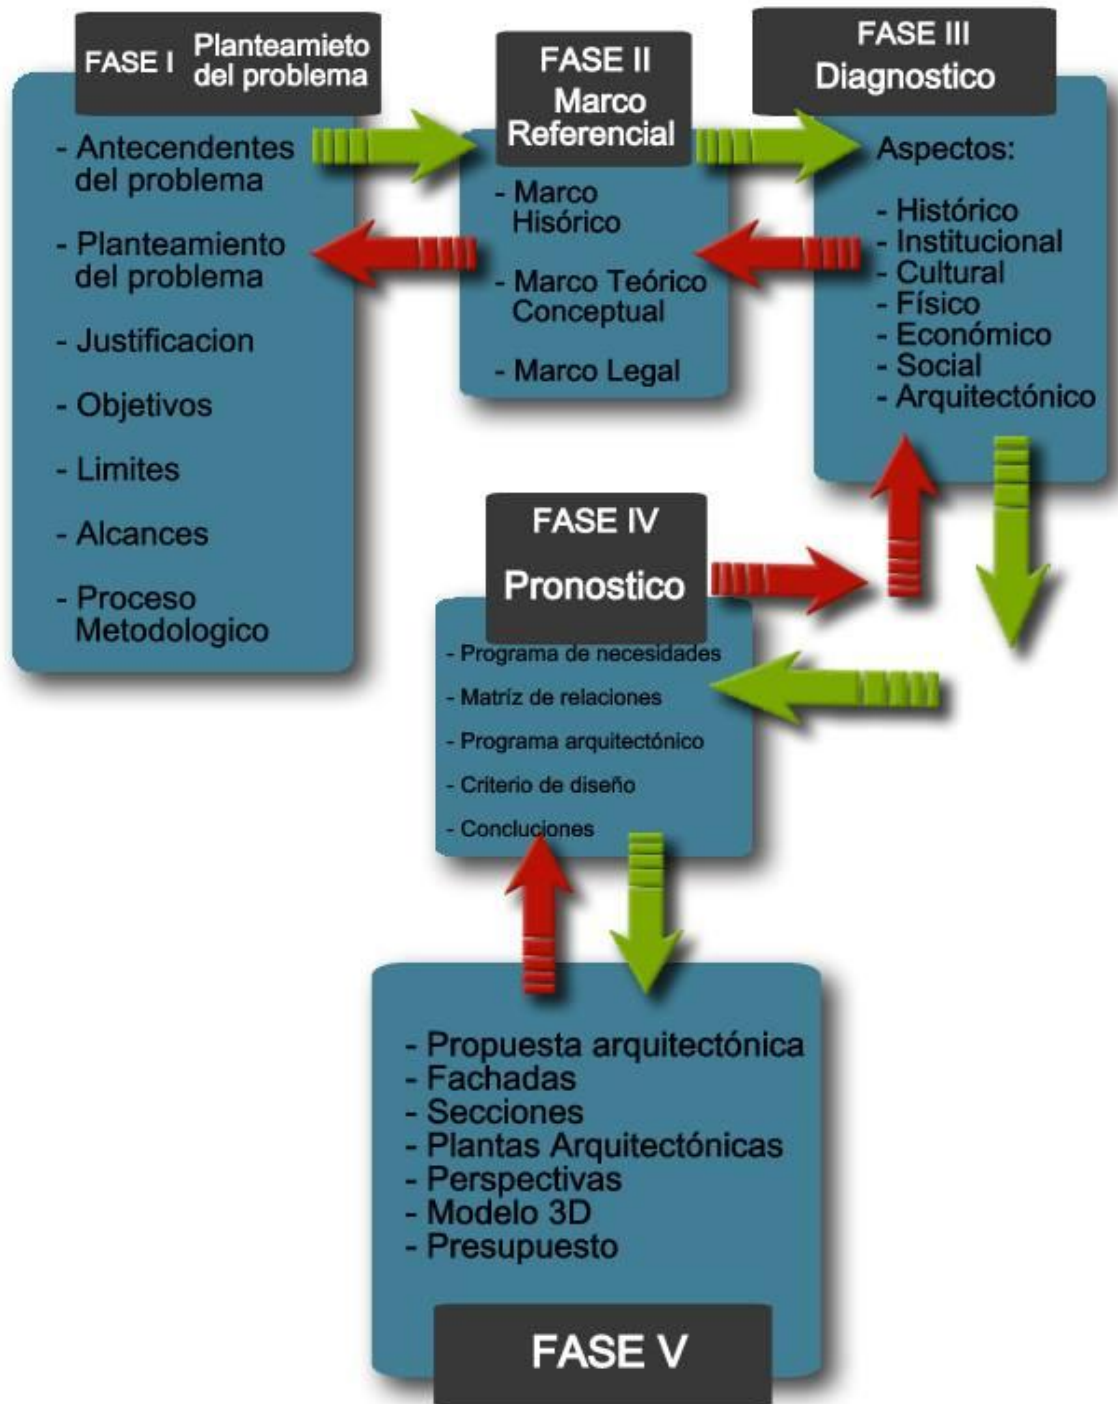 FASE I Planteamieto
del problema
- Antecendentes
del problema
- Planteamiento
del problema
- Justificacion
- Objetivos
- Limites
- Alcances
- Proceso
Metodologico
FASE II
Marco
Referencial
- Marco
Hisórico
- Marco Teórico
Conceptual
- Marco Legal
FASE III
Diagnostico
Aspectos:
- Histórico
- Institucional
- Cultural
- Físico
- Económico
- Social
- Arquitectónico
FASE IV
Pronostico
- Programa de necesidades
- Matríz de relaciones
- Programa arquitectónico
- Criterio de diseño
- Concluciones
- Propuesta arquitectónica
- Fachadas
- Secciones
- Plantas Arquitectónicas
- Perspectivas
- Modelo 3D
- Presupuesto
FASE V